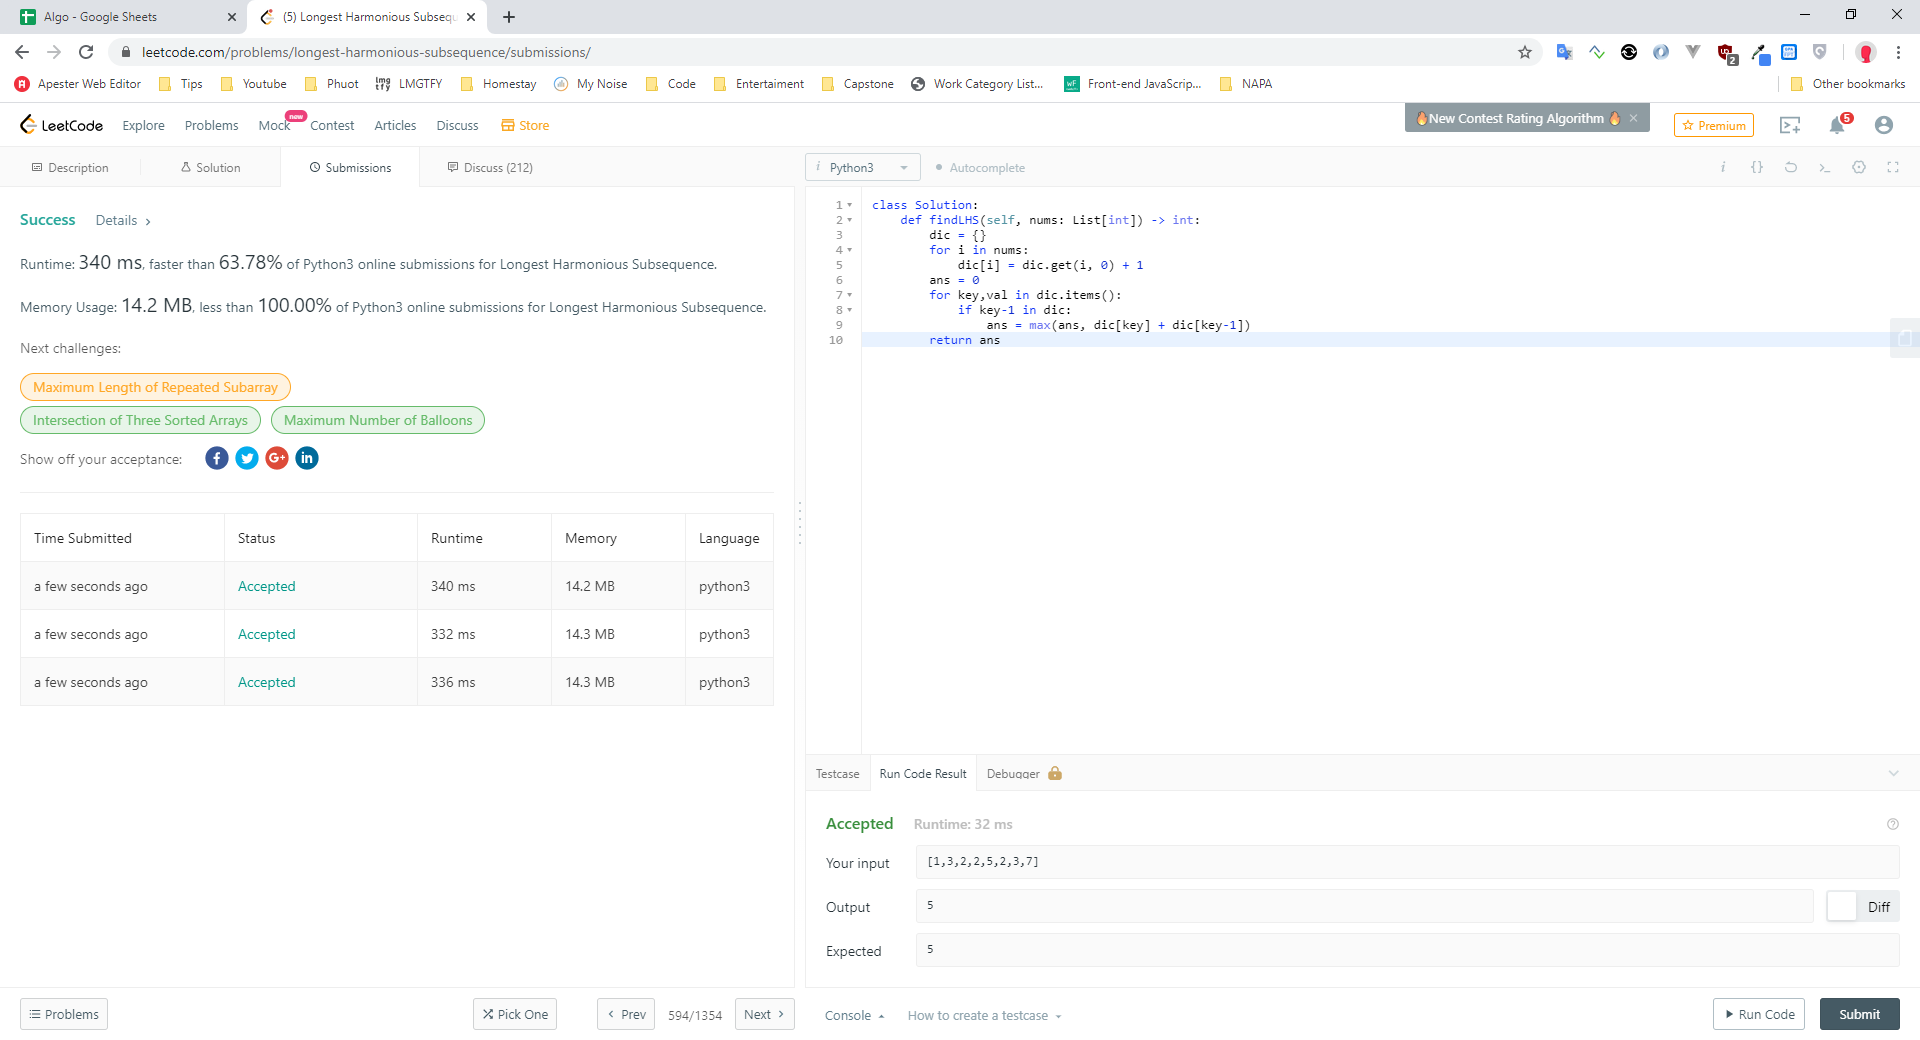 Algo - Google Sheets
(5) Longest Harmonious Subsequ
leetcode.com/problems/longest-harmonious-subsequence/submissions/
2
Apester Web Editor
Tips
Youtube
Phuot
LMGTFY
Homestay
My Noise
Code
Entertaiment
Capstone
Work Category List...
Front-end JavaScrip...
NAPA
Other bookmarks
LeetCode
Explore
Problems
Mock
new
Contest
Articles
Discuss
Store
🔥New Contest Rating Algorithm 🔥 ×
Premium
5
Description
Solution
Submissions
Discuss (212)
i Python3
Autocomplete
Success
Details
Runtime: 340 ms, faster than 63.78% of Python3 online submissions for Longest Harmonious Subsequence.
Memory Usage: 14.2 MB, less than 100.00% of Python3 online submissions for Longest Harmonious Subsequence.
Next challenges:
Maximum Length of Repeated Subarray
Intersection of Three Sorted Arrays
Maximum Number of Balloons
Show off your acceptance:
Time Submitted Status Runtime Memory Language
a few seconds ago Accepted 340 ms 14.2 MB python3
a few seconds ago Accepted 332 ms 14.3 MB python3
a few seconds ago Accepted 336 ms 14.3 MB python3
1 class Solution:
2     def findLHS(self, nums: List[int]) -> int:
3         dic = {}
4         for i in nums:
5             dic[i] = dic.get(i, 0) + 1
6         ans = 0
7         for key,val in dic.items():
8             if key-1 in dic:
9                 ans = max(ans, dic[key] + dic[key-1])
10         return ans
Testcase
Run Code Result
Debugger
Accepted Runtime: 32 ms
Your input [1,3,2,2,5,2,3,7]
Output 5
Diff
Expected 5
Problems
Pick One
Prev
594/1354
Next
Console
How to create a testcase
Run Code
Submit